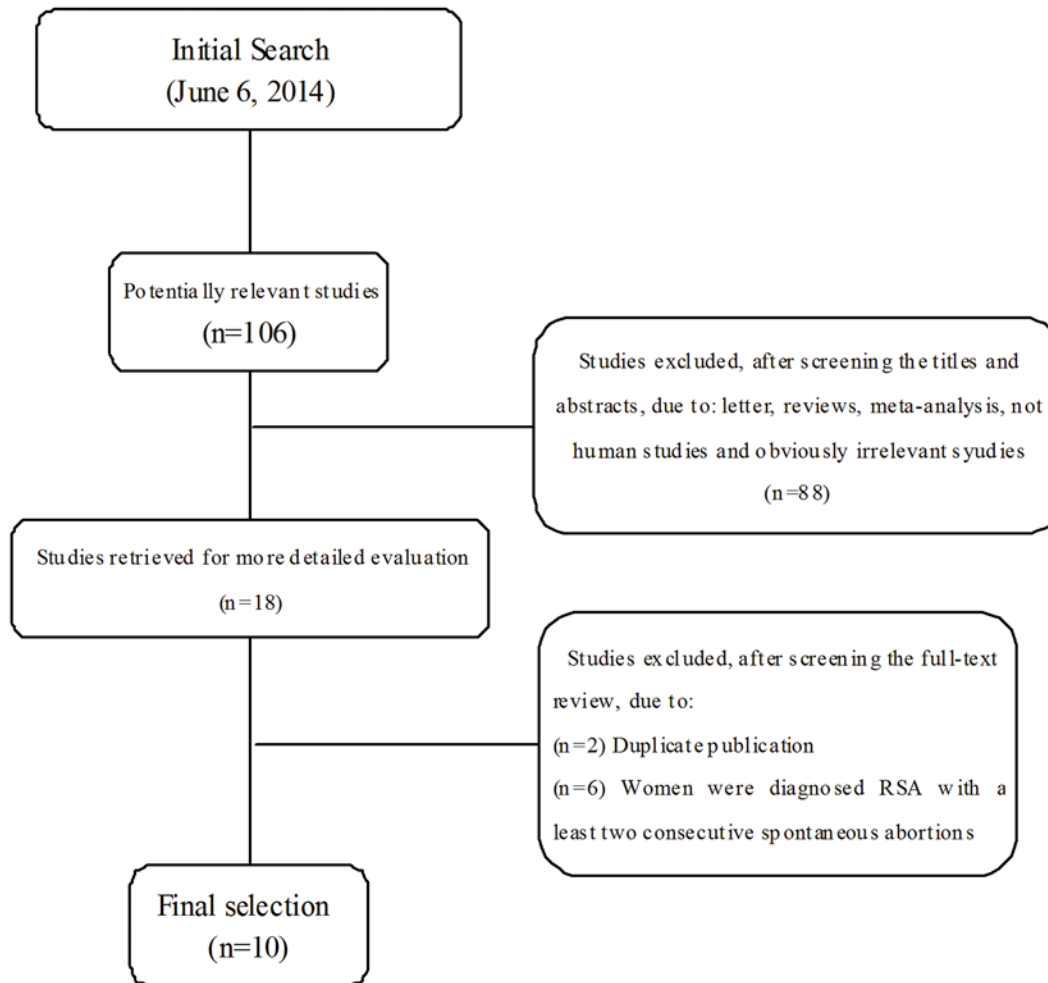 Initial Search
(June 6, 2014)
Potentially relevant studies
(n=106)
Studies excluded, after screening the titles and
abstracts, due to: letter, reviews, meta-analysis, not
human studies and obviously irrelevant syudies
(n=88)
Studies retrieved for more detailed evaluation
(n=18)
Studies excluded, after screening the full-text
review, due to:
(n=2) Duplicate publication
(n=6) Women were diagnosed RSA with a
least two consecutive spontaneous abortions
Final selection
(n=10)